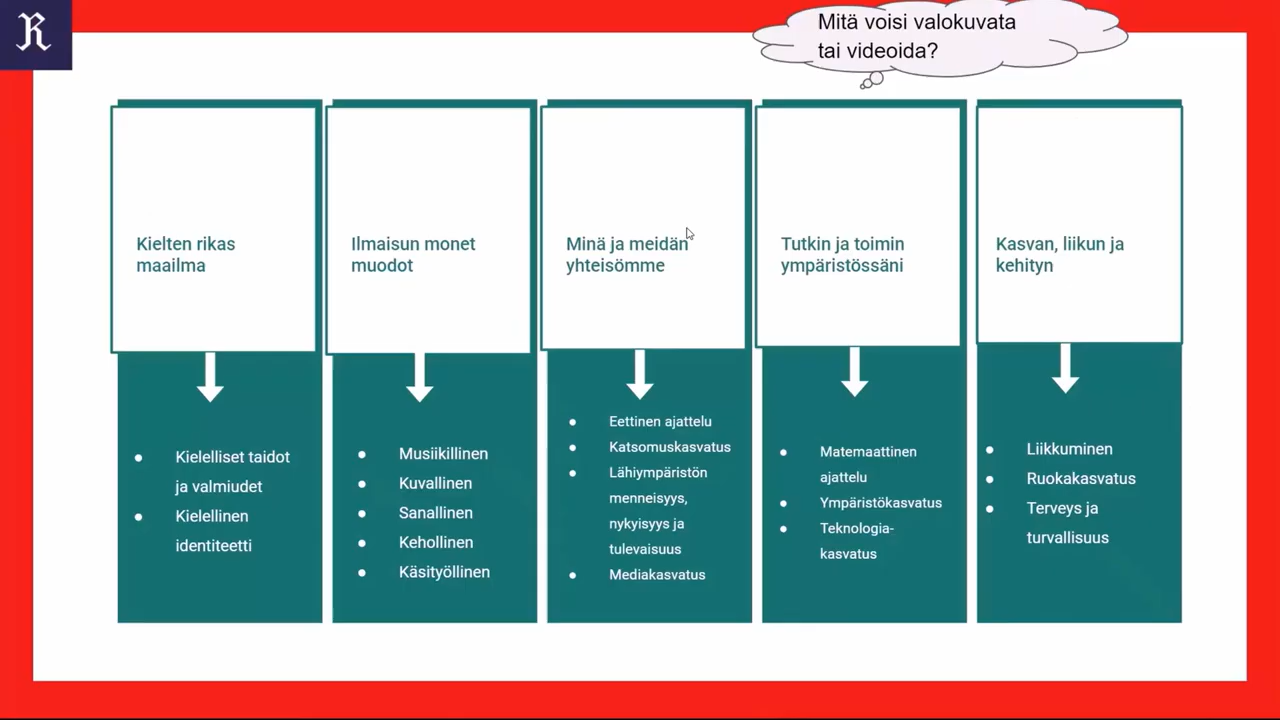 R
Mitä voisi valokuvata
tai videoida?
Kielten rikas
maailma
Kielelliset taidot
ja valmiudet
Kielellinen
identiteetti
Ilmaisun monet
muodot
Musiikillinen
Kuvallinen
Sanallinen
Kehollinen
Käsityöllinen
Minä ja meidän
yhteisömme
Eettinen ajattelu
Katsomuskasvatus
Lähiympäristön
menneisyys,
nykyisyys ja
tulevaisuus
Mediakasvatus
Tutkin ja toimin
ympäristössäni
Matemaattinen
ajattelu
Ympäristökasvatus
Teknologia-
kasvatus
Kasvan, liikun ja
kehityn
Liikkuminen
Ruokakasvatus
Terveys ja
turvallisuus